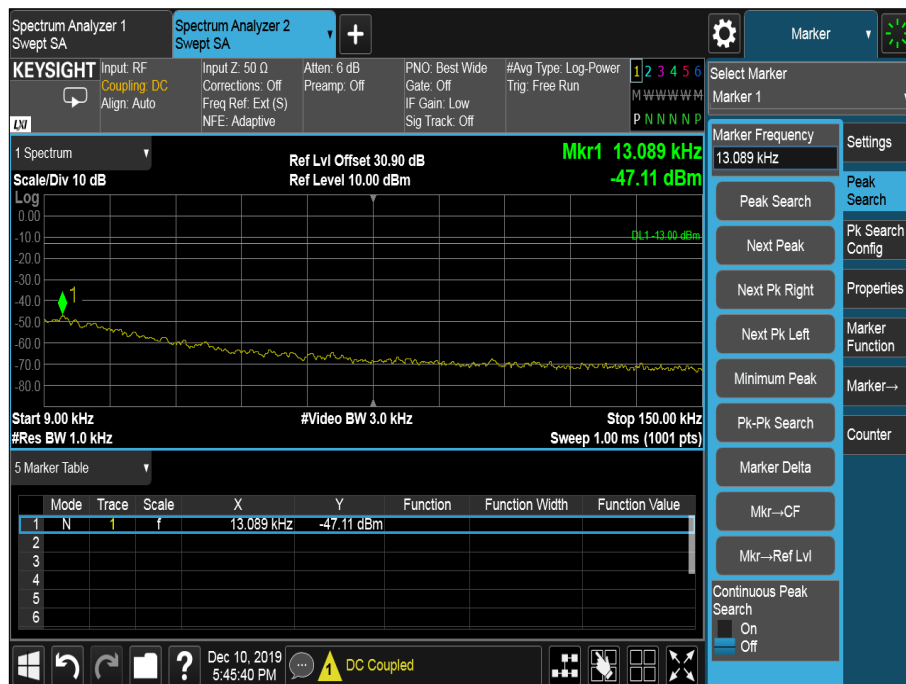 Spectrum Analyzer 1
Swept SA
Spectrum Analyzer 2
Swept SA
Marker
KEYSIGHT
LXI
Input: RF
Coupling: DC
Align: Auto
Input Z: 50 Ω
Corrections: Off
Freq Ref: Ext (S)
NFE: Adaptive
Atten: 6 dB
Preamp: Off
PNO: Best Wide
Gate: Off
IF Gain: Low
Sig Track: Off
#Avg Type: Log-Power
Trig: Free Run
1 2 3 4 5 6
M W W W W M
P N N N N P
Select Marker
Marker 1
1 Spectrum
Scale/Div 10 dB
Ref Lvl Offset 30.90 dB
Ref Level 10.00 dBm
Mkr1 13.089 kHz
-47.11 dBm
Log
0.00
-10.0
-20.0
-30.0
-40.0
-50.0
-60.0
-70.0
-80.0
DL1 -13.00 dBm
1
Start 9.00 kHz
#Video BW 3.0 kHz
Stop 150.00 kHz
#Res BW 1.0 kHz
Sweep 1.00 ms (1001 pts)
5 Marker Table
Mode Trace Scale X Y Function Function Width Function Value
1 N 1 f 13.089 kHz -47.11 dBm
2
3
4
5
6
Marker Frequency
13.089 kHz
Peak Search
Next Peak
Next Pk Right
Next Pk Left
Minimum Peak
Pk-Pk Search
Marker Delta
Mkr→CF
Mkr→Ref Lvl
Continuous Peak
Search
On
Off
Settings
Peak
Search
Pk Search
Config
Properties
Marker
Function
Marker→
Counter
?
Dec 10, 2019
5:45:40 PM
1
DC Coupled